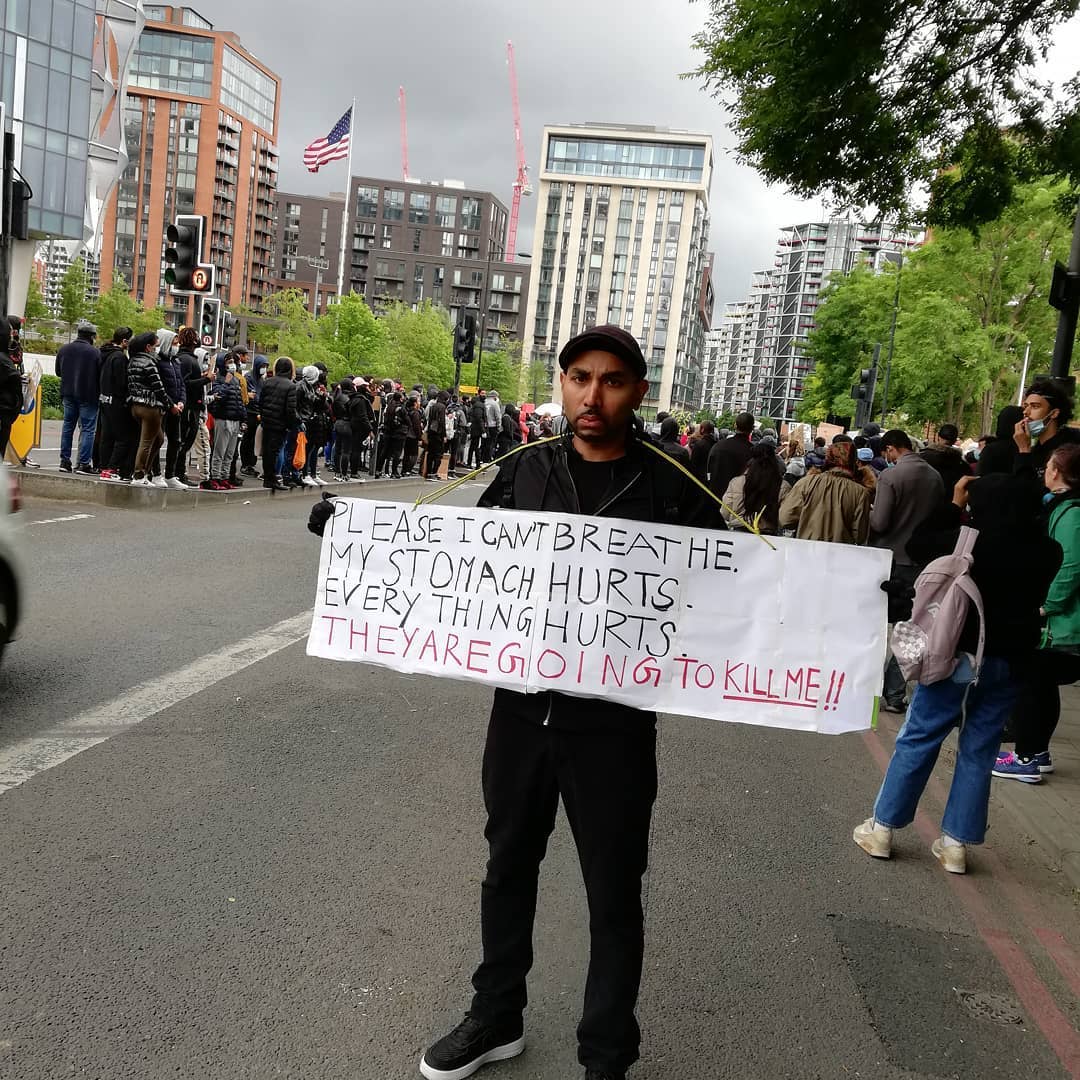 PLEASE I CAN'T BREATHE.
MY STOMACH HURTS.
EVERY THING HURTS.
THEY ARE GOING TO KILL ME!!